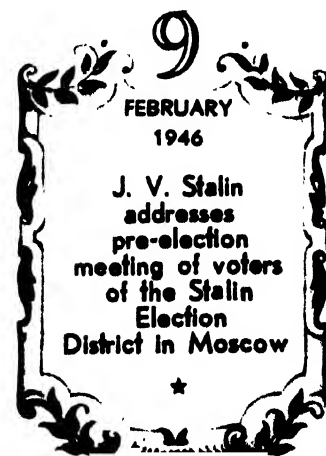 9
FEBRUARY
1946
J. V. Stalin
addresses
pre-election
meeting of voters
of the Stalin
Election
District in Moscow